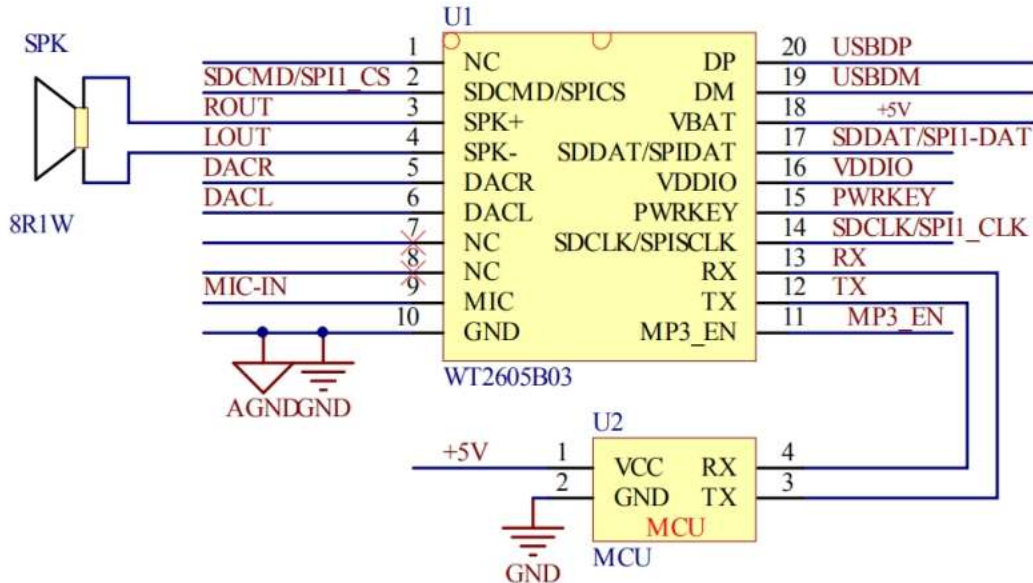 U1
SPK
1 NC DP 20 USBDP
SDCMD/SPI1_CS 2 SDCMD/SPICS DM 19 USBDM
ROUT 3 SPK+ VBAT 18 +5V
LOUT 4 SPK- SDDAT/SPIDAT 17 SDDAT/SPI1-DAT
DACR 5 DACR VDDIO 16 VDDIO
DACL 6 DACL PWRKEY 15 PWRKEY
8R1W
7 NC SDCLK/SPISCLK 14 SDCLK/SPI1_CLK
8 NC RX 13 RX
MIC-IN 9 MIC TX 12 TX
10 GND MP3_EN 11 MP3_EN
WT2605B03
AGND GND
U2
+5V 1 VCC RX 4
2 GND TX 3
MCU
MCU
GND